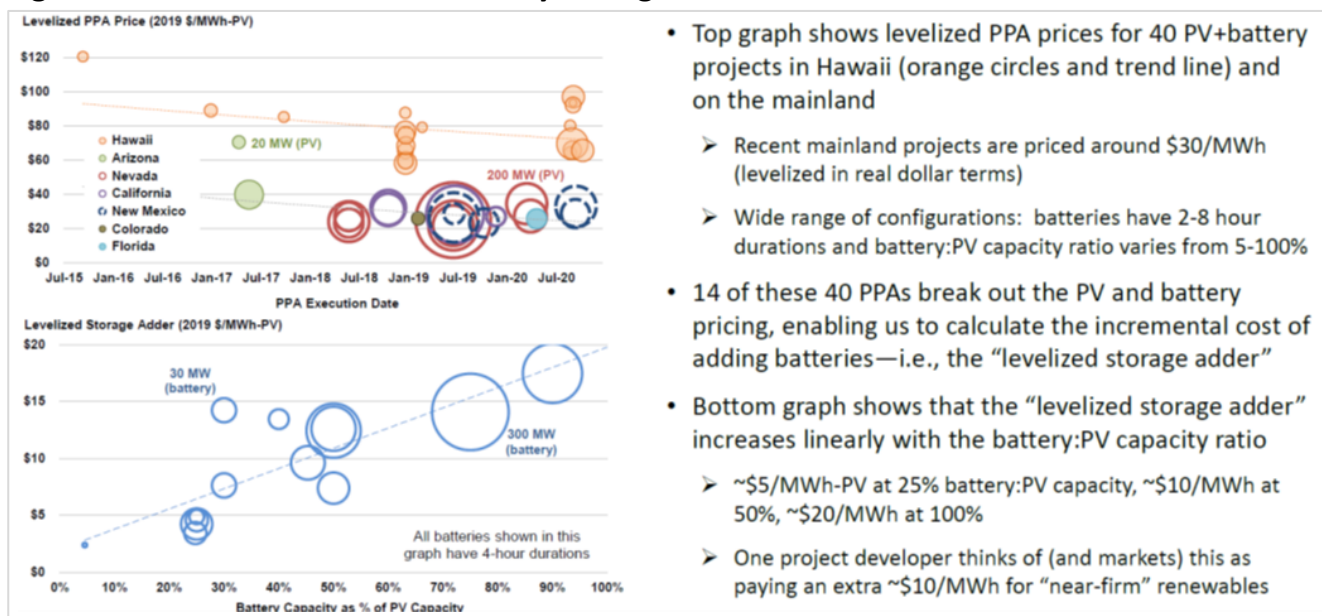 Levelized PPA Price (2019 $/MWh-PV)
$120
$100
$80
$60
$40
$20
$0
Hawaii
Arizona
Nevada
California
New Mexico
Colorado
Florida
20 MW (PV)
200 MW (PV)
Jul-15 Jan-16 Jul-16 Jan-17 Jul-17 Jan-18 Jul-18 Jan-19 Jul-19 Jan-20 Jul-20
PPA Execution Date
Levelized Storage Adder (2019 $/MWh-PV)
$20
$15
$10
$5
$0
30 MW
(battery)
300 MW
(battery)
All batteries shown in this
graph have 4-hour durations
0% 10% 20% 30% 40% 50% 60% 70% 80% 90% 100%
Battery Capacity as % of PV Capacity
• Top graph shows levelized PPA prices for 40 PV+battery
projects in Hawaii (orange circles and trend line) and
on the mainland
➢ Recent mainland projects are priced around $30/MWh
(levelized in real dollar terms)
➢ Wide range of configurations: batteries have 2-8 hour
durations and battery:PV capacity ratio varies from 5-100%
• 14 of these 40 PPAs break out the PV and battery
pricing, enabling us to calculate the incremental cost of
adding batteries—i.e., the “levelized storage adder”
• Bottom graph shows that the “levelized storage adder”
increases linearly with the battery:PV capacity ratio
➢ ~$5/MWh-PV at 25% battery:PV capacity, ~$10/MWh at
50%, ~$20/MWh at 100%
➢ One project developer thinks of (and markets) this as
paying an extra ~$10/MWh for “near-firm” renewables